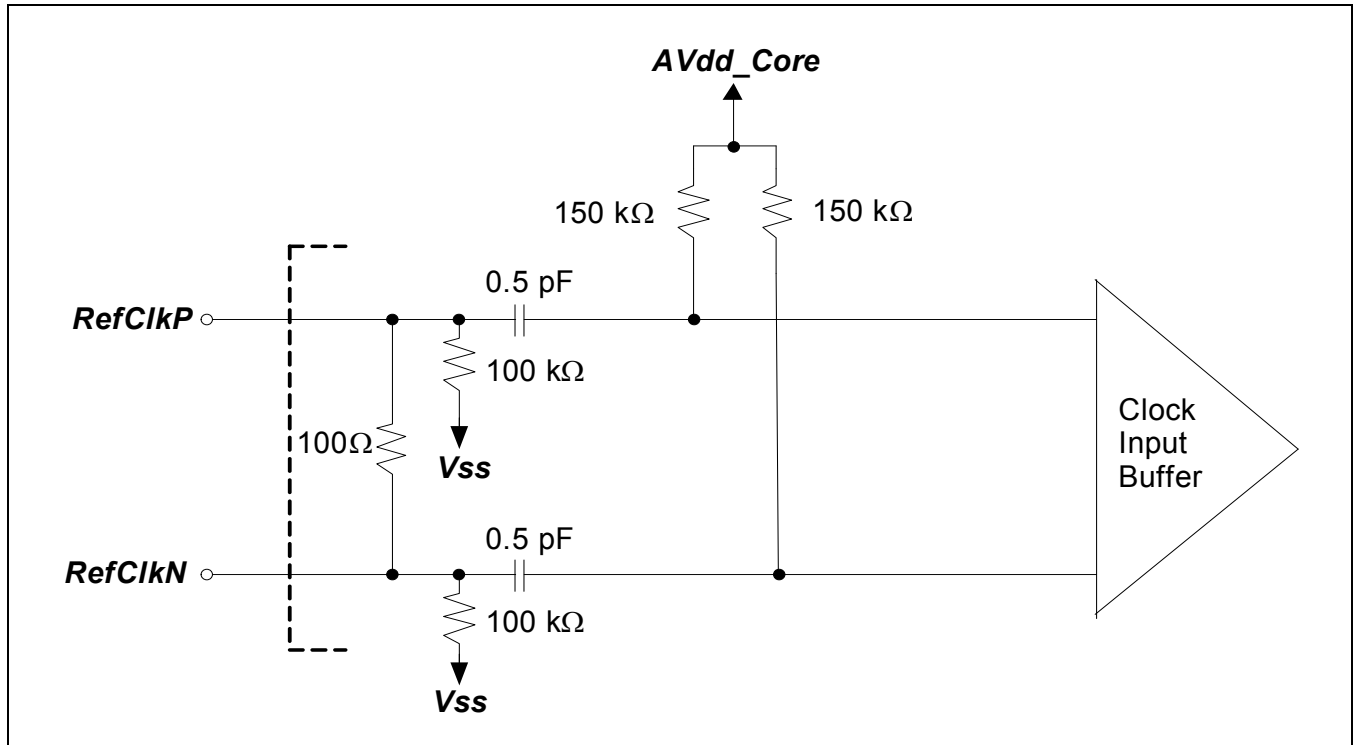 AVdd_Core
150 kΩ
150 kΩ
0.5 pF
RefClkP
100 kΩ
100Ω
Vss
Clock
Input
Buffer
0.5 pF
RefClkN
100 kΩ
Vss